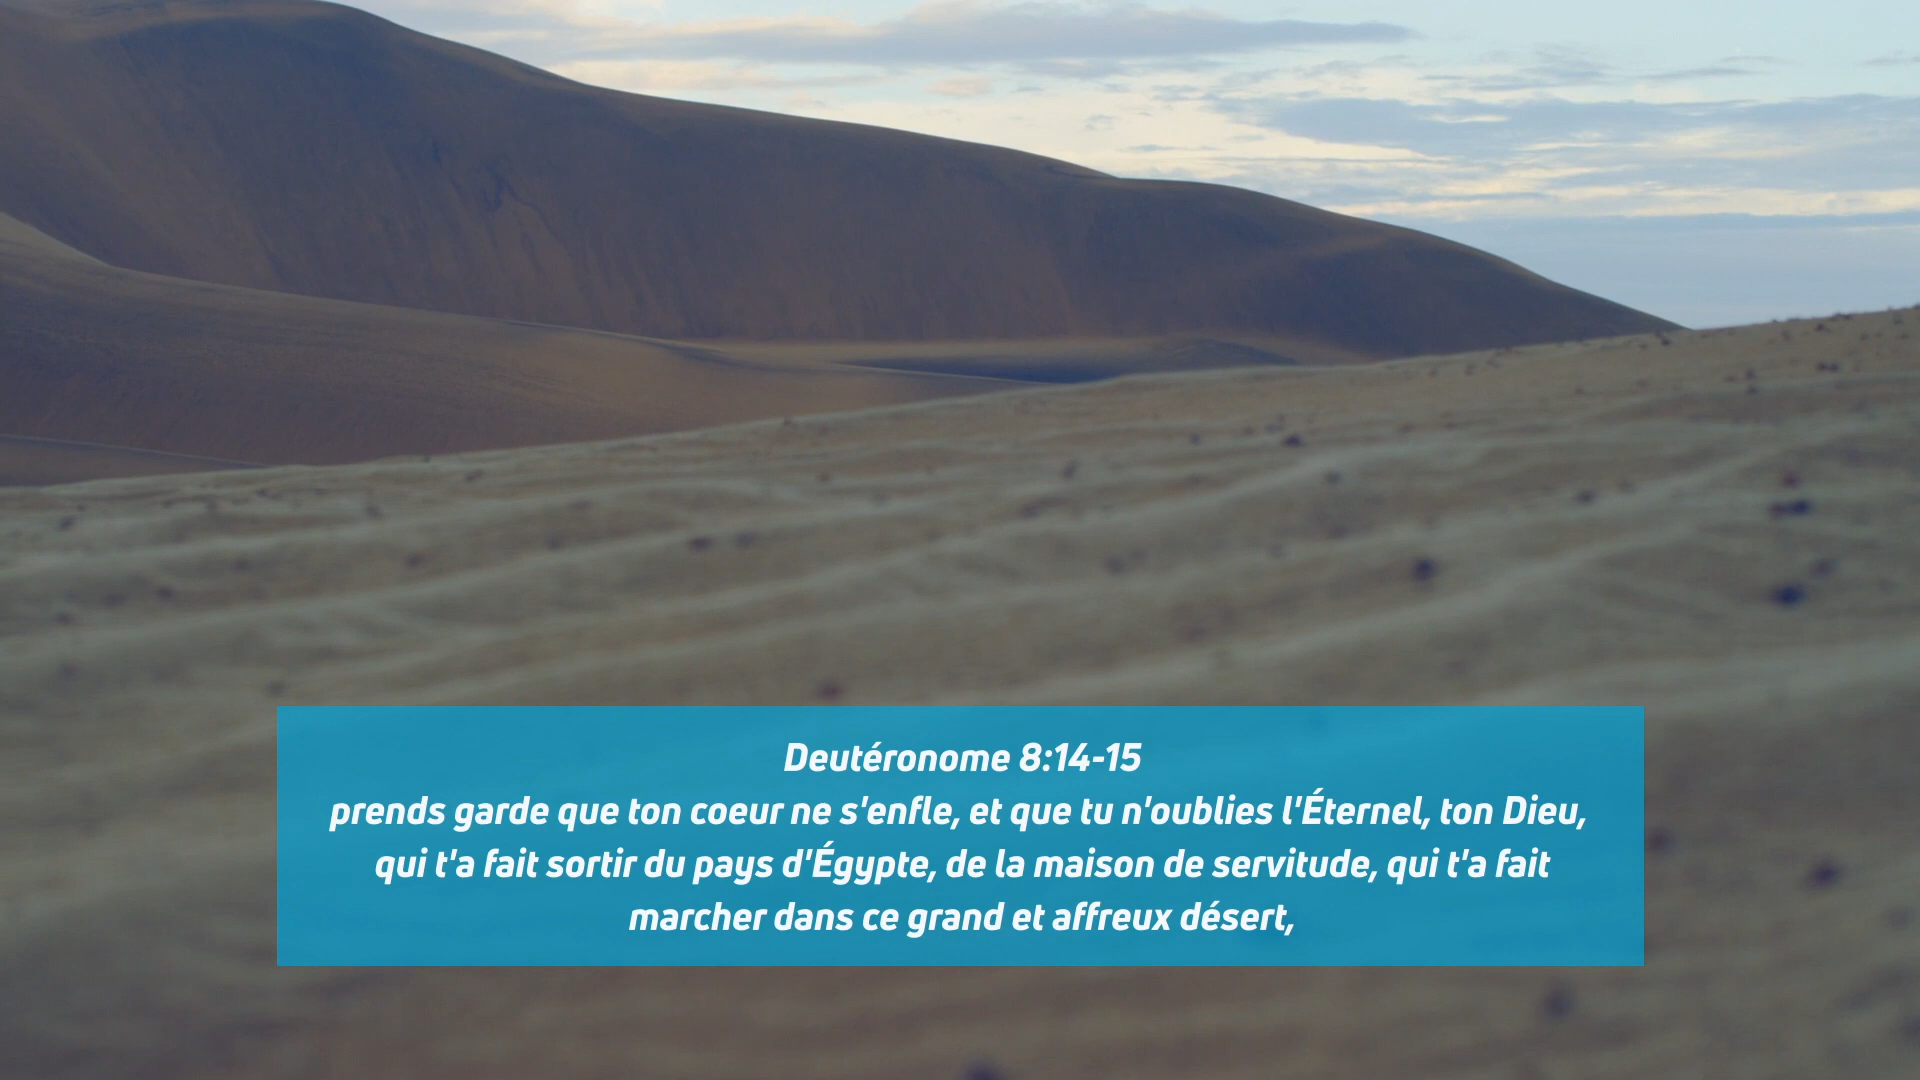 Deutéronome 8:14-15
prends garde que ton coeur ne s'enfle, et que tu n'oublies l'Éternel, ton Dieu,
qui t'a fait sortir du pays d'Égypte, de la maison de servitude, qui t'a fait
marcher dans ce grand et affreux désert,